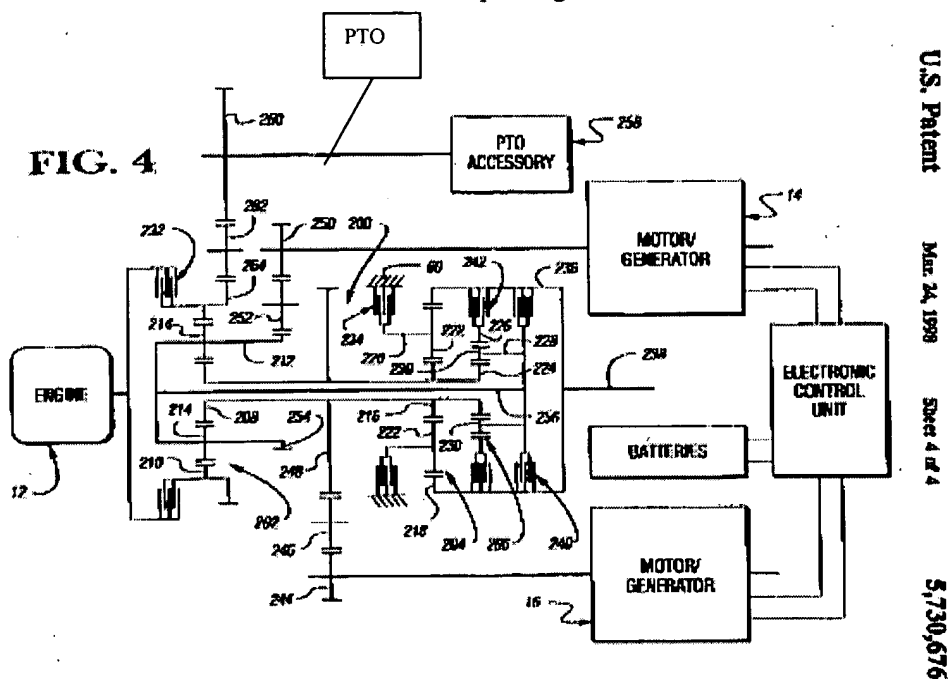 PTO
260
PTO
ACCESSORY
258
FIG. 4
U.S. Patent
Mar. 24, 1998
Sheet 4 of 4
5,730,676
14
MOTOR/
GENERATOR
232
262
250
200
60
242
236
264
214
252
234
226
212
220
228
224
238
ENGINE
12
214
208
254
216
222
230
256
ELECTRONIC
CONTROL
UNIT
BATTERIES
210
202
248
246
218
204
206
240
244
MOTOR/
GENERATOR
16